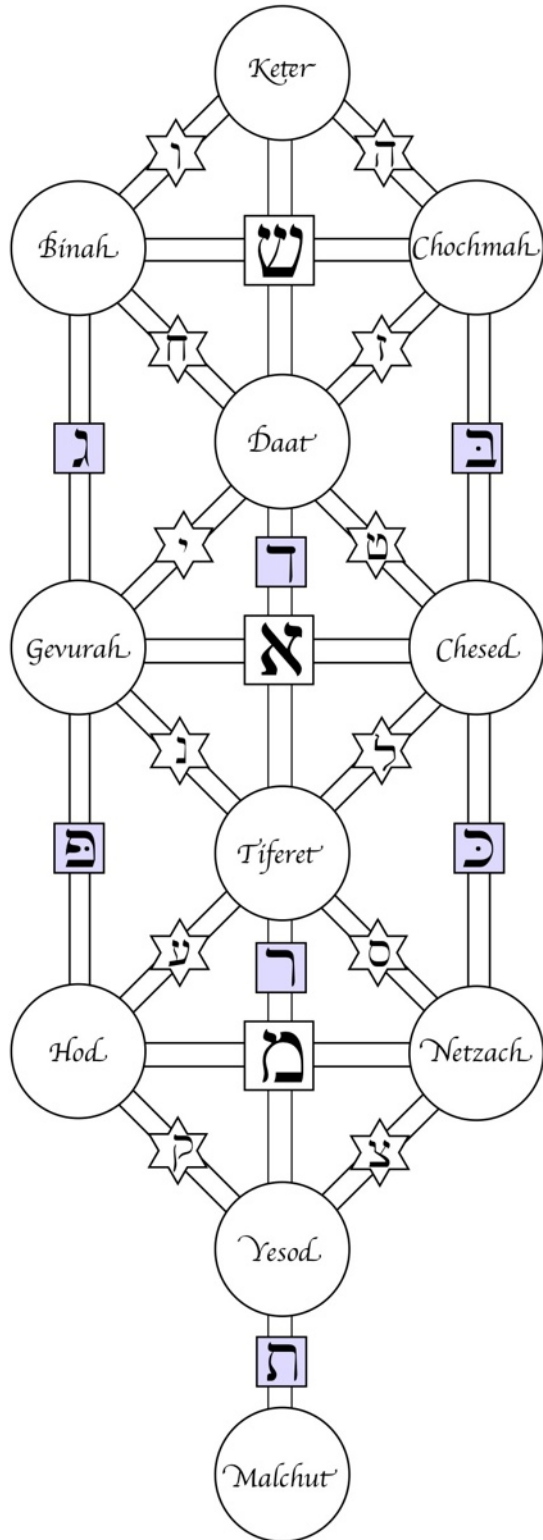 Keter
ו ה
Binah ש Chochmah
ח ז
Daat
ג בּ
י ט
ד
Gevurah א Chesed
נ ל
Tiferet
פּ כּ
ע ס
ר
Hod מ Netzach
ק צ
Yesod
ת
Malchut